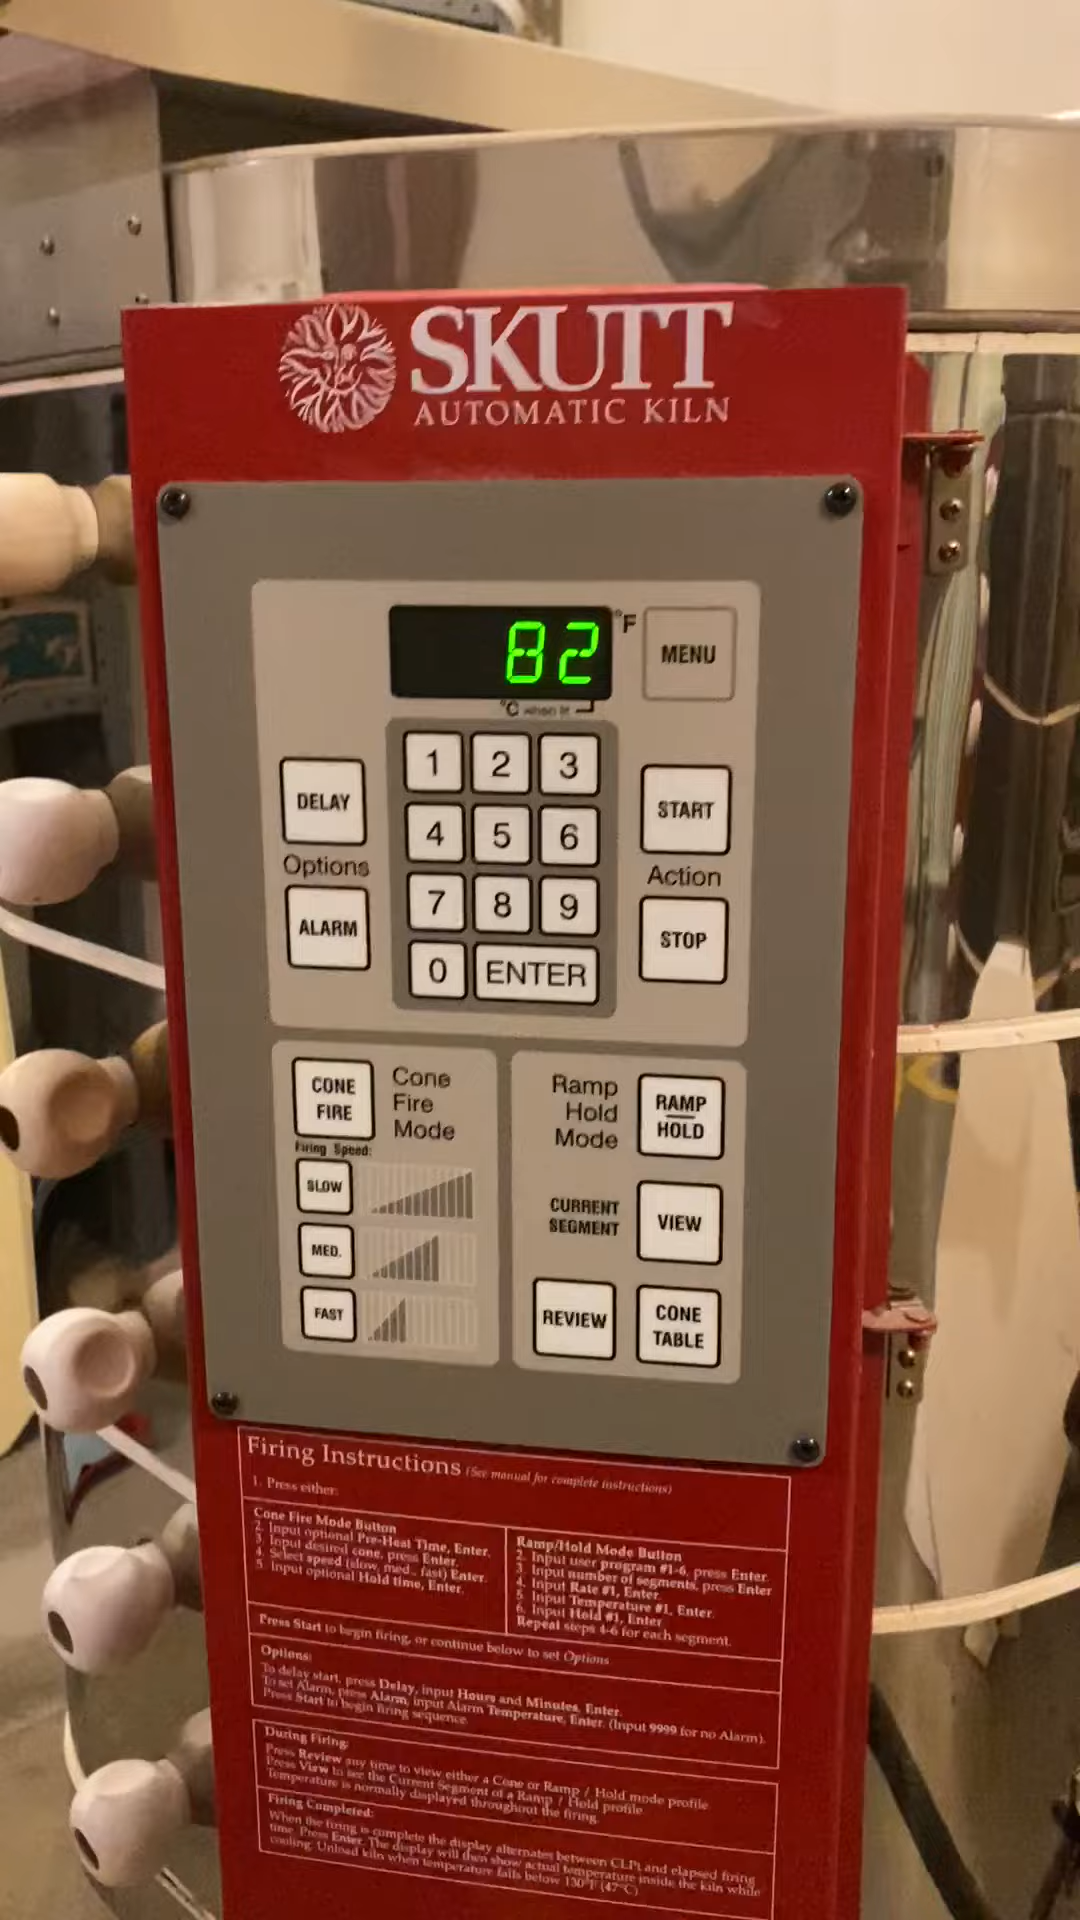 SKUTT
AUTOMATIC KILN
82
°F
MENU
°C when lit
1 2 3
DELAY
START
4 5 6
Options
Action
7 8 9
ALARM
STOP
0 ENTER
CONE FIRE
Cone Fire Mode
Ramp Hold Mode
RAMP HOLD
Firing Speed:
SLOW
CURRENT SEGMENT
VIEW
MED.
FAST
REVIEW
CONE TABLE
Firing Instructions (See manual for complete instructions)
1. Press either:
Cone Fire Mode Button
2. Input optional Pre-Heat Time, Enter.
3. Input desired cone, press Enter.
4. Select speed (slow, med., fast) Enter.
5. Input optional Hold time, Enter.
Ramp/Hold Mode Button
2. Input user program #1-6, press Enter.
3. Input number of segments, press Enter
4. Input Rate #1, Enter.
5. Input Temperature #1, Enter.
6. Input Hold #1, Enter
Repeat steps 4-6 for each segment.
Press Start to begin firing, or continue below to set Options
Options:
To delay start, press Delay, input Hours and Minutes, Enter.
To set Alarm, press Alarm, input Alarm Temperature, Enter. (Input 9999 for no Alarm).
Press Start to begin firing sequence.
During Firing:
Press Review any time to view either a Cone or Ramp / Hold mode profile
Press View to see the Current Segment of a Ramp / Hold profile.
Temperature is normally displayed throughout the firing.
Firing Completed:
When the firing is complete the display alternates between CLPt and elapsed firing
time. Press Enter. The display will then show actual temperature inside the kiln while
cooling. Unload kiln when temperature falls below 130°F (47°C)